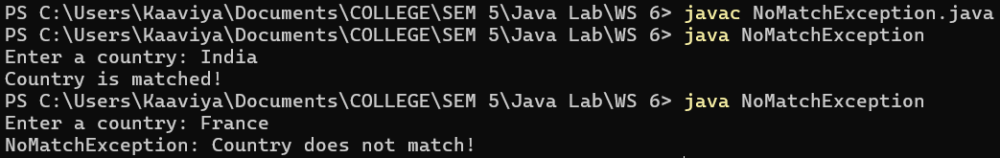 PS C:\Users\Kaaviya\Documents\COLLEGE\SEM 5\Java Lab\WS 6> javac NoMatchException.java
PS C:\Users\Kaaviya\Documents\COLLEGE\SEM 5\Java Lab\WS 6> java NoMatchException
Enter a country: India
Country is matched!
PS C:\Users\Kaaviya\Documents\COLLEGE\SEM 5\Java Lab\WS 6> java NoMatchException
Enter a country: France
NoMatchException: Country does not match!